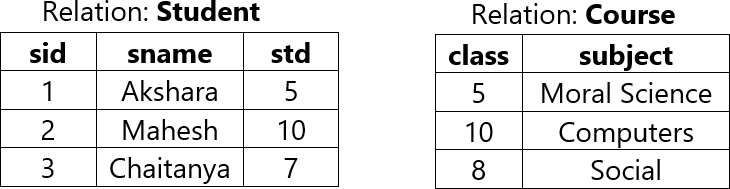 Relation: Student
sid sname std
1 Akshara 5
2 Mahesh 10
3 Chaitanya 7
Relation: Course
class subject
5 Moral Science
10 Computers
8 Social